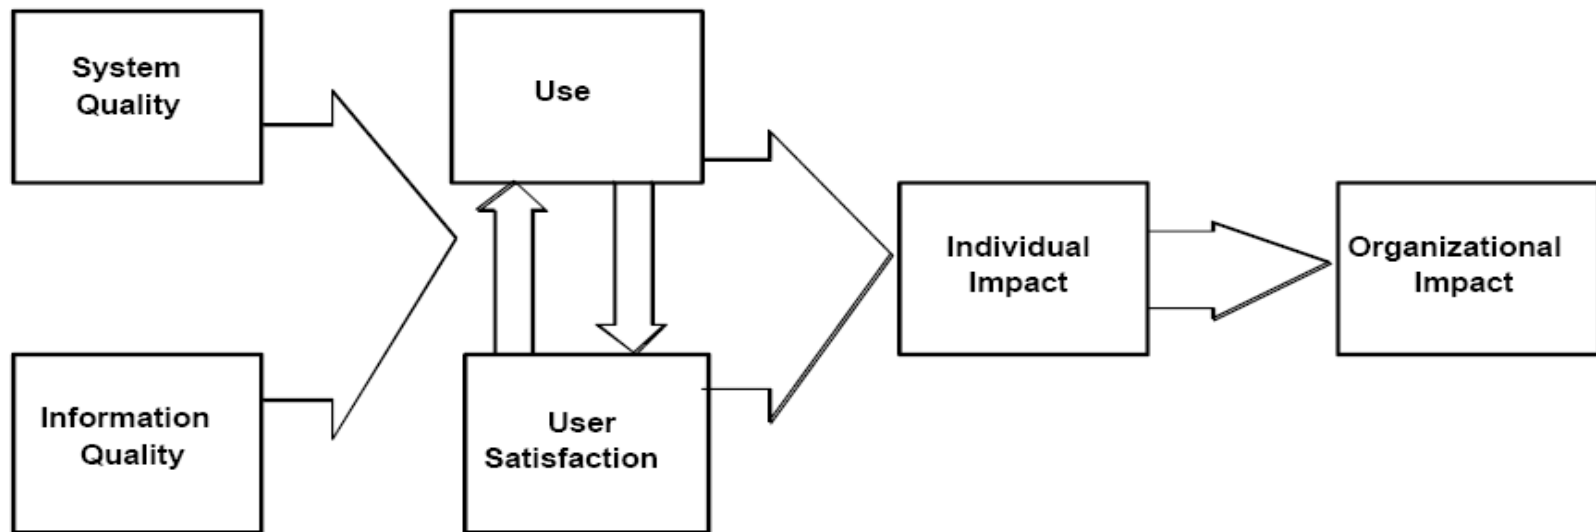 System
Quality
Use
Individual
Impact
Organizational
Impact
Information
Quality
User
Satisfaction